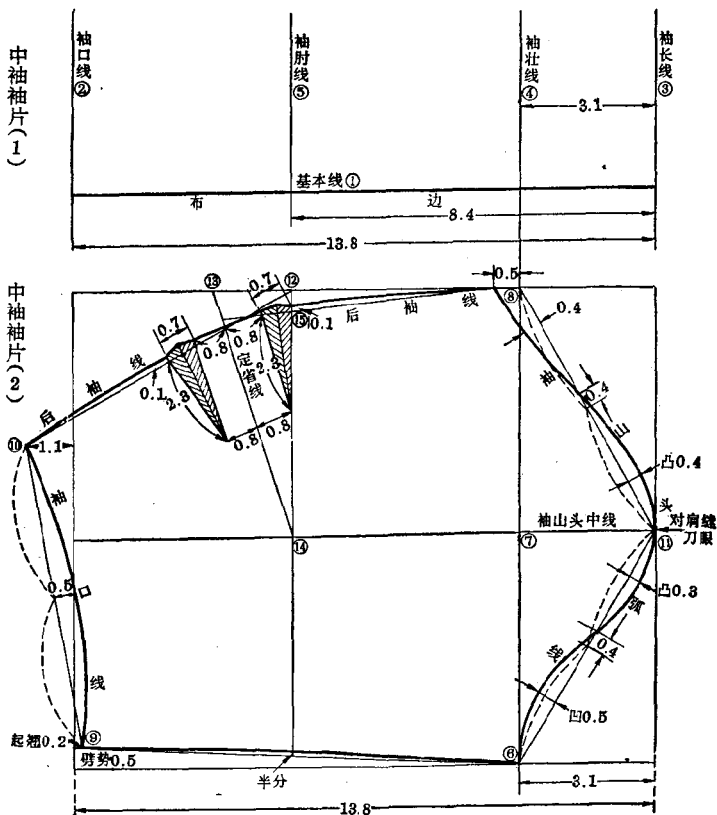 中袖袖片(1)
袖口线②
袖肘线⑤
袖壮线④
袖长线③
3.1
基本线①
布
边
8.4
13.8
中袖袖片(2)
⑬
⑫
0.7
0.5
⑧
0.4
0.7
⑮
0.1
后袖线
0.8
0.8
后袖线
0.1
2.3
定省线
2.3
0.8
0.8
⑩
1.1
0.4
凸0.4
袖山头弧线
袖山头中线
对肩缝
刀眼
⑭
⑦
⑪
袖口线
0.5
凸0.3
0.4
凹0.5
起翘0.2
⑨
劈势0.5
半分
⑥
3.1
13.8